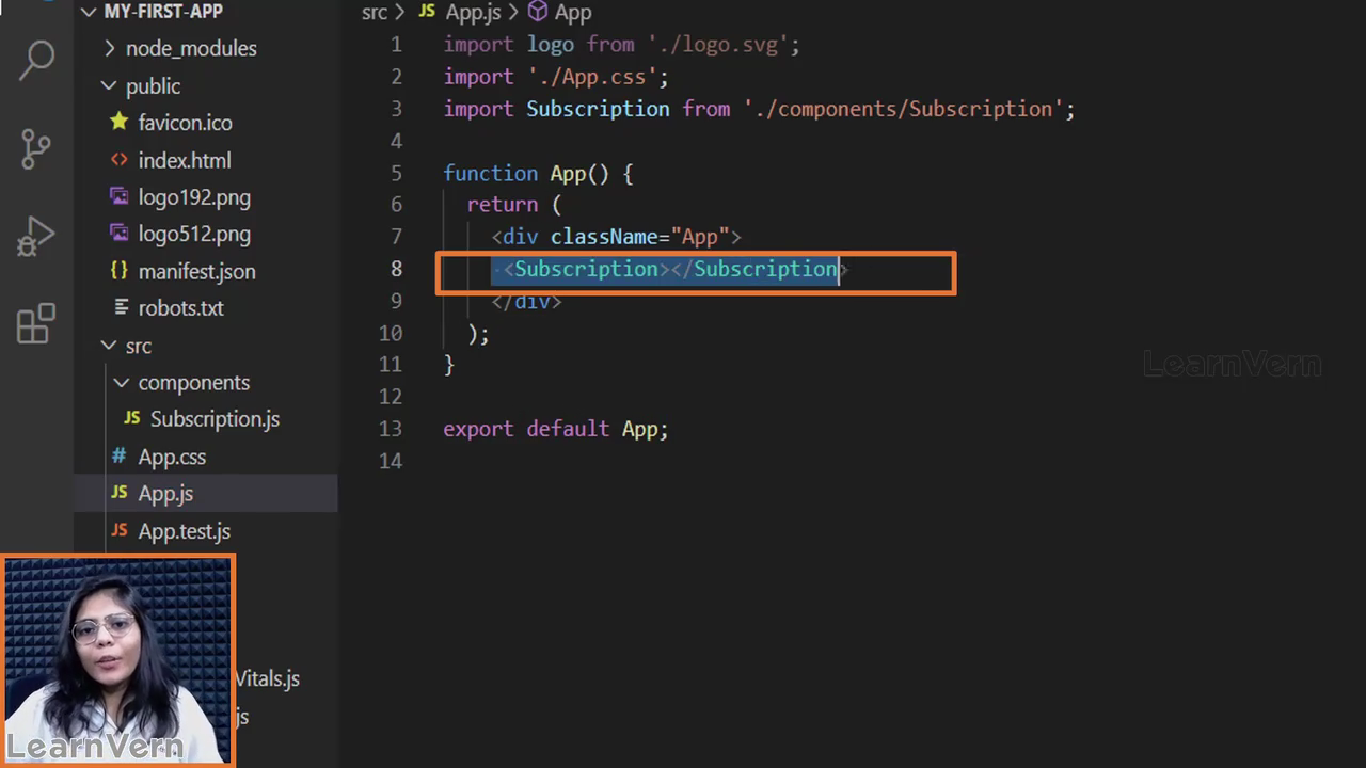 MY-FIRST-APP
node_modules
public
favicon.ico
index.html
logo192.png
logo512.png
manifest.json
robots.txt
src
components
JS Subscription.js
# App.css
JS App.js
JS App.test.js
Vitals.js
js
LearnVern
src > JS App.js > App
1 import logo from './logo.svg';
2 import './App.css';
3 import Subscription from './components/Subscription';
4
5 function App() {
6 return (
7 <div className="App">
8 <Subscription></Subscription>
9 </div>
10 );
11 }
12
13 export default App;
14
LearnVern